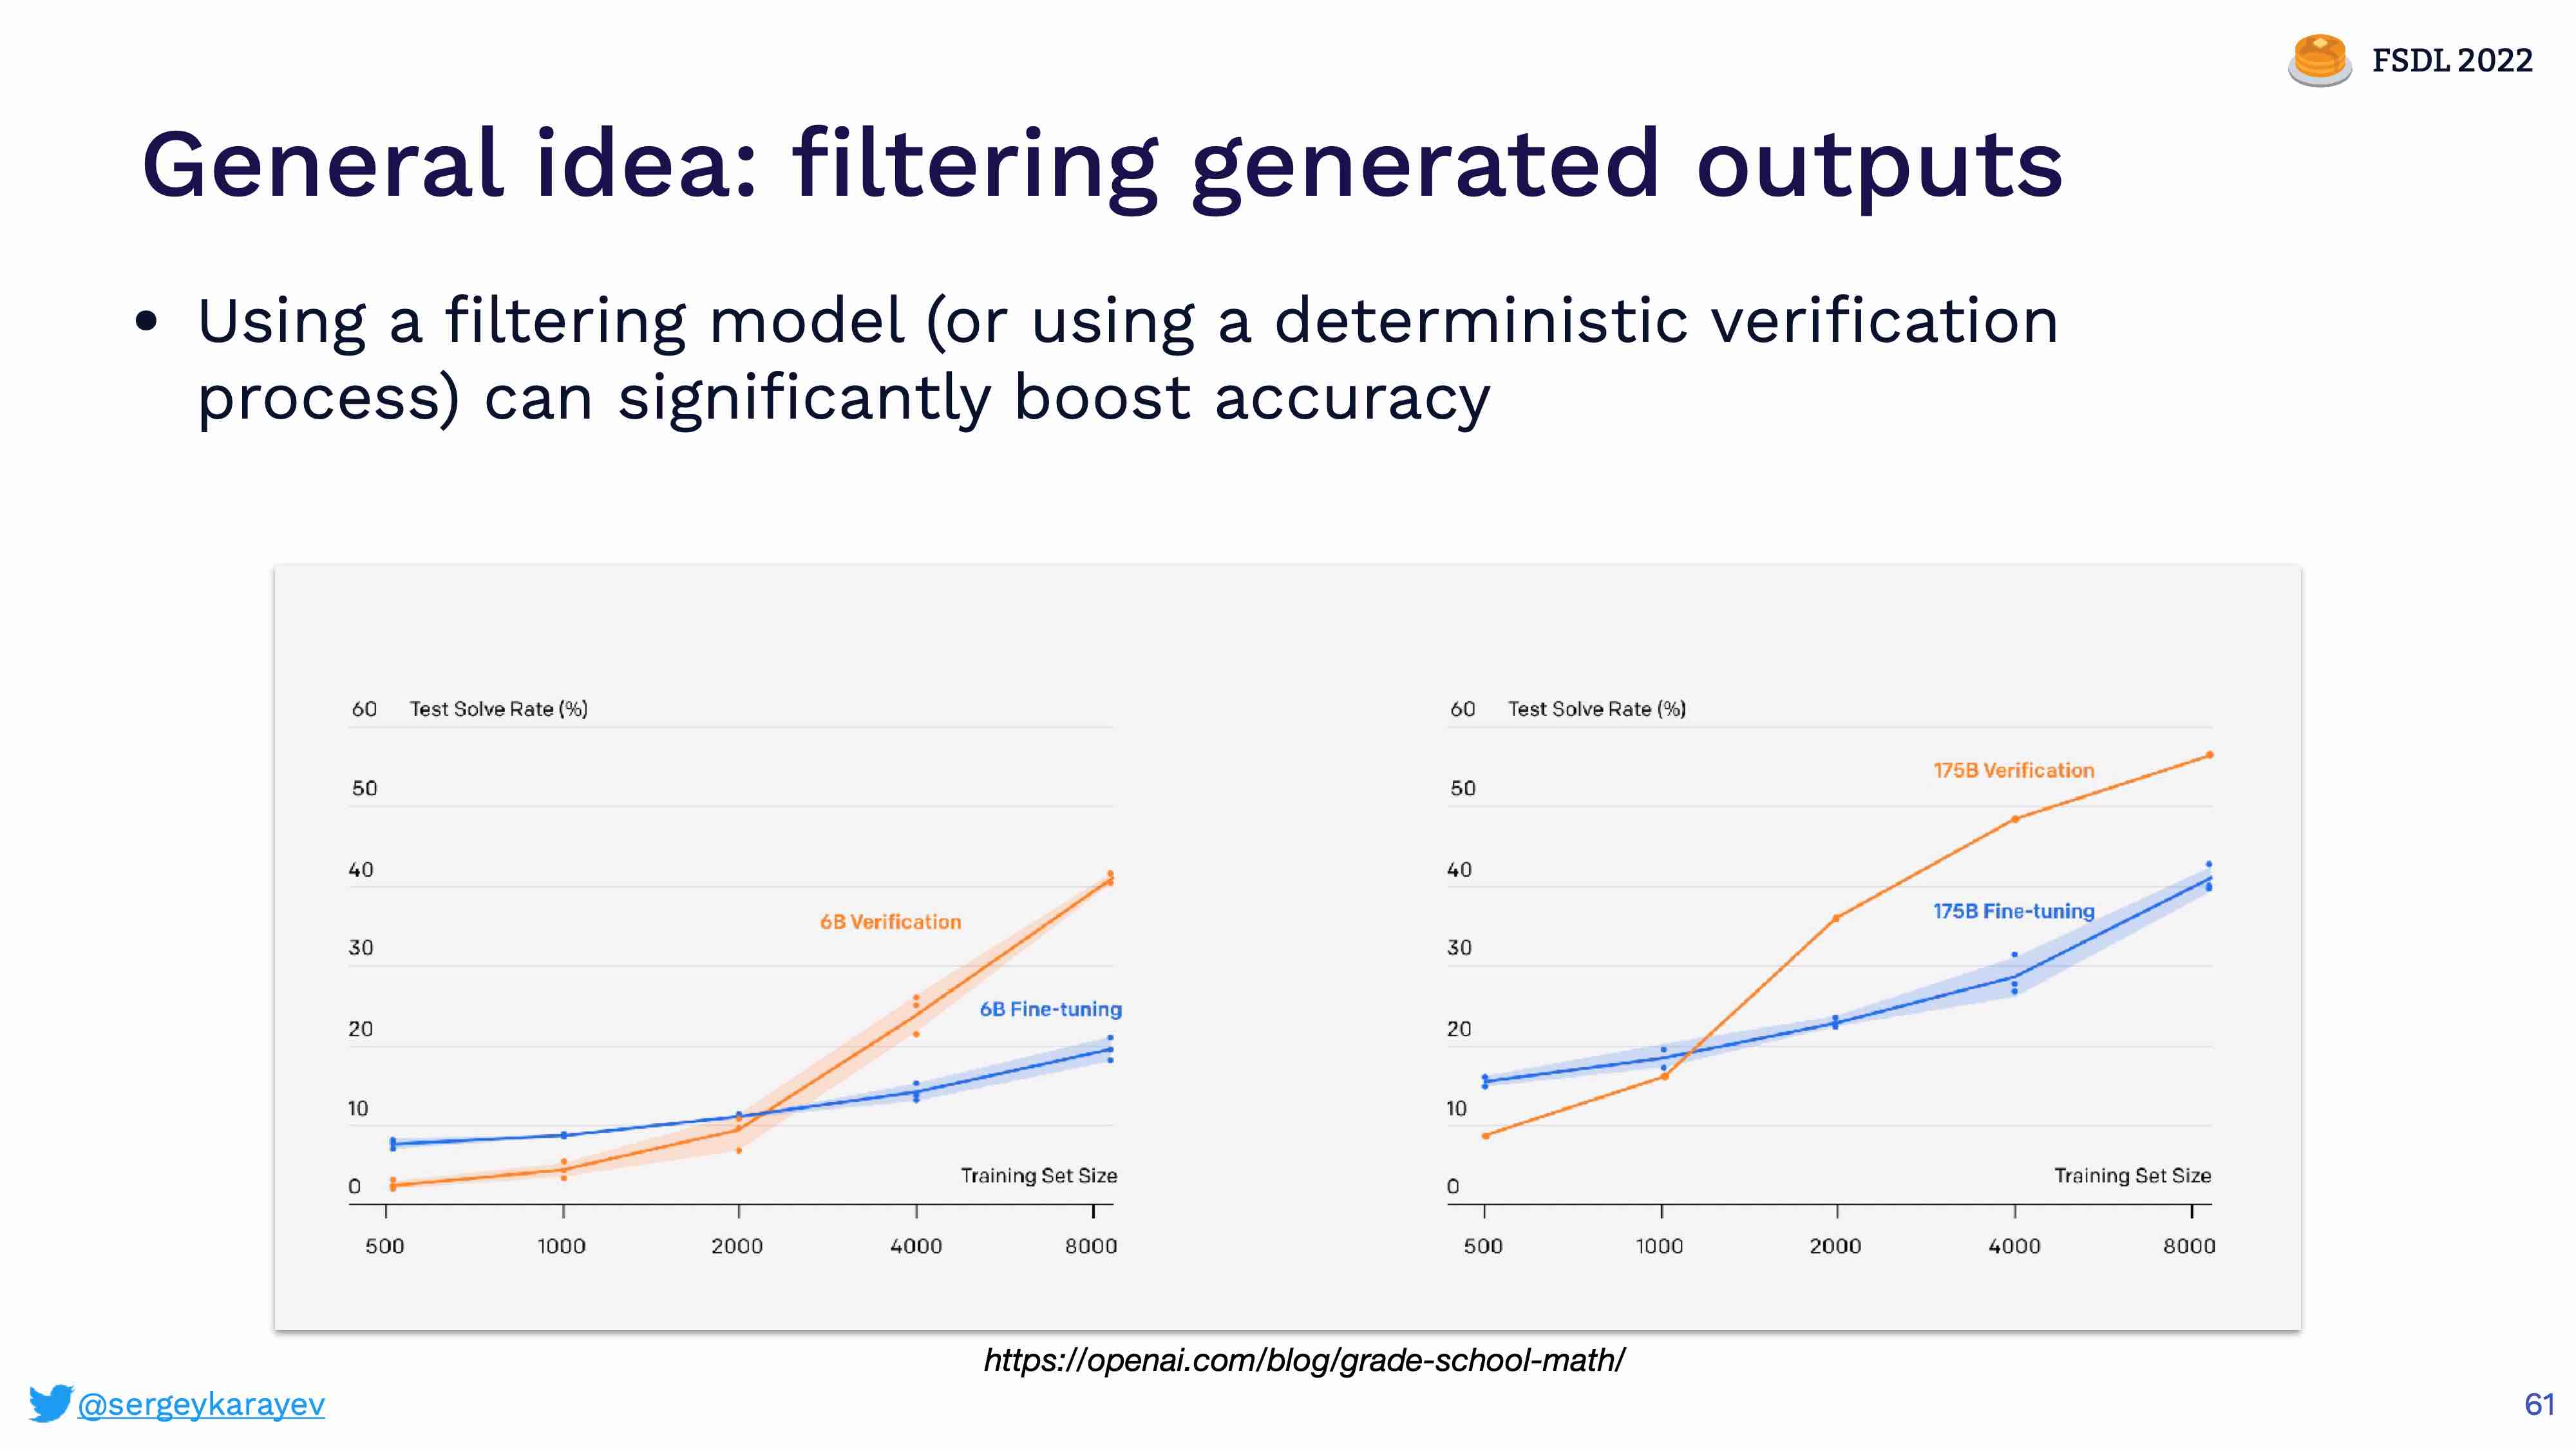 FSDL 2022
General idea: filtering generated outputs
• Using a filtering model (or using a deterministic verification
process) can significantly boost accuracy
60 Test Solve Rate (%)
50
40
30
20
10
0
6B Verification
6B Fine-tuning
Training Set Size
500 1000 2000 4000 8000
60 Test Solve Rate (%)
50
40
30
20
10
0
175B Verification
175B Fine-tuning
Training Set Size
500 1000 2000 4000 8000
https://openai.com/blog/grade-school-math/
@sergeykarayev
61